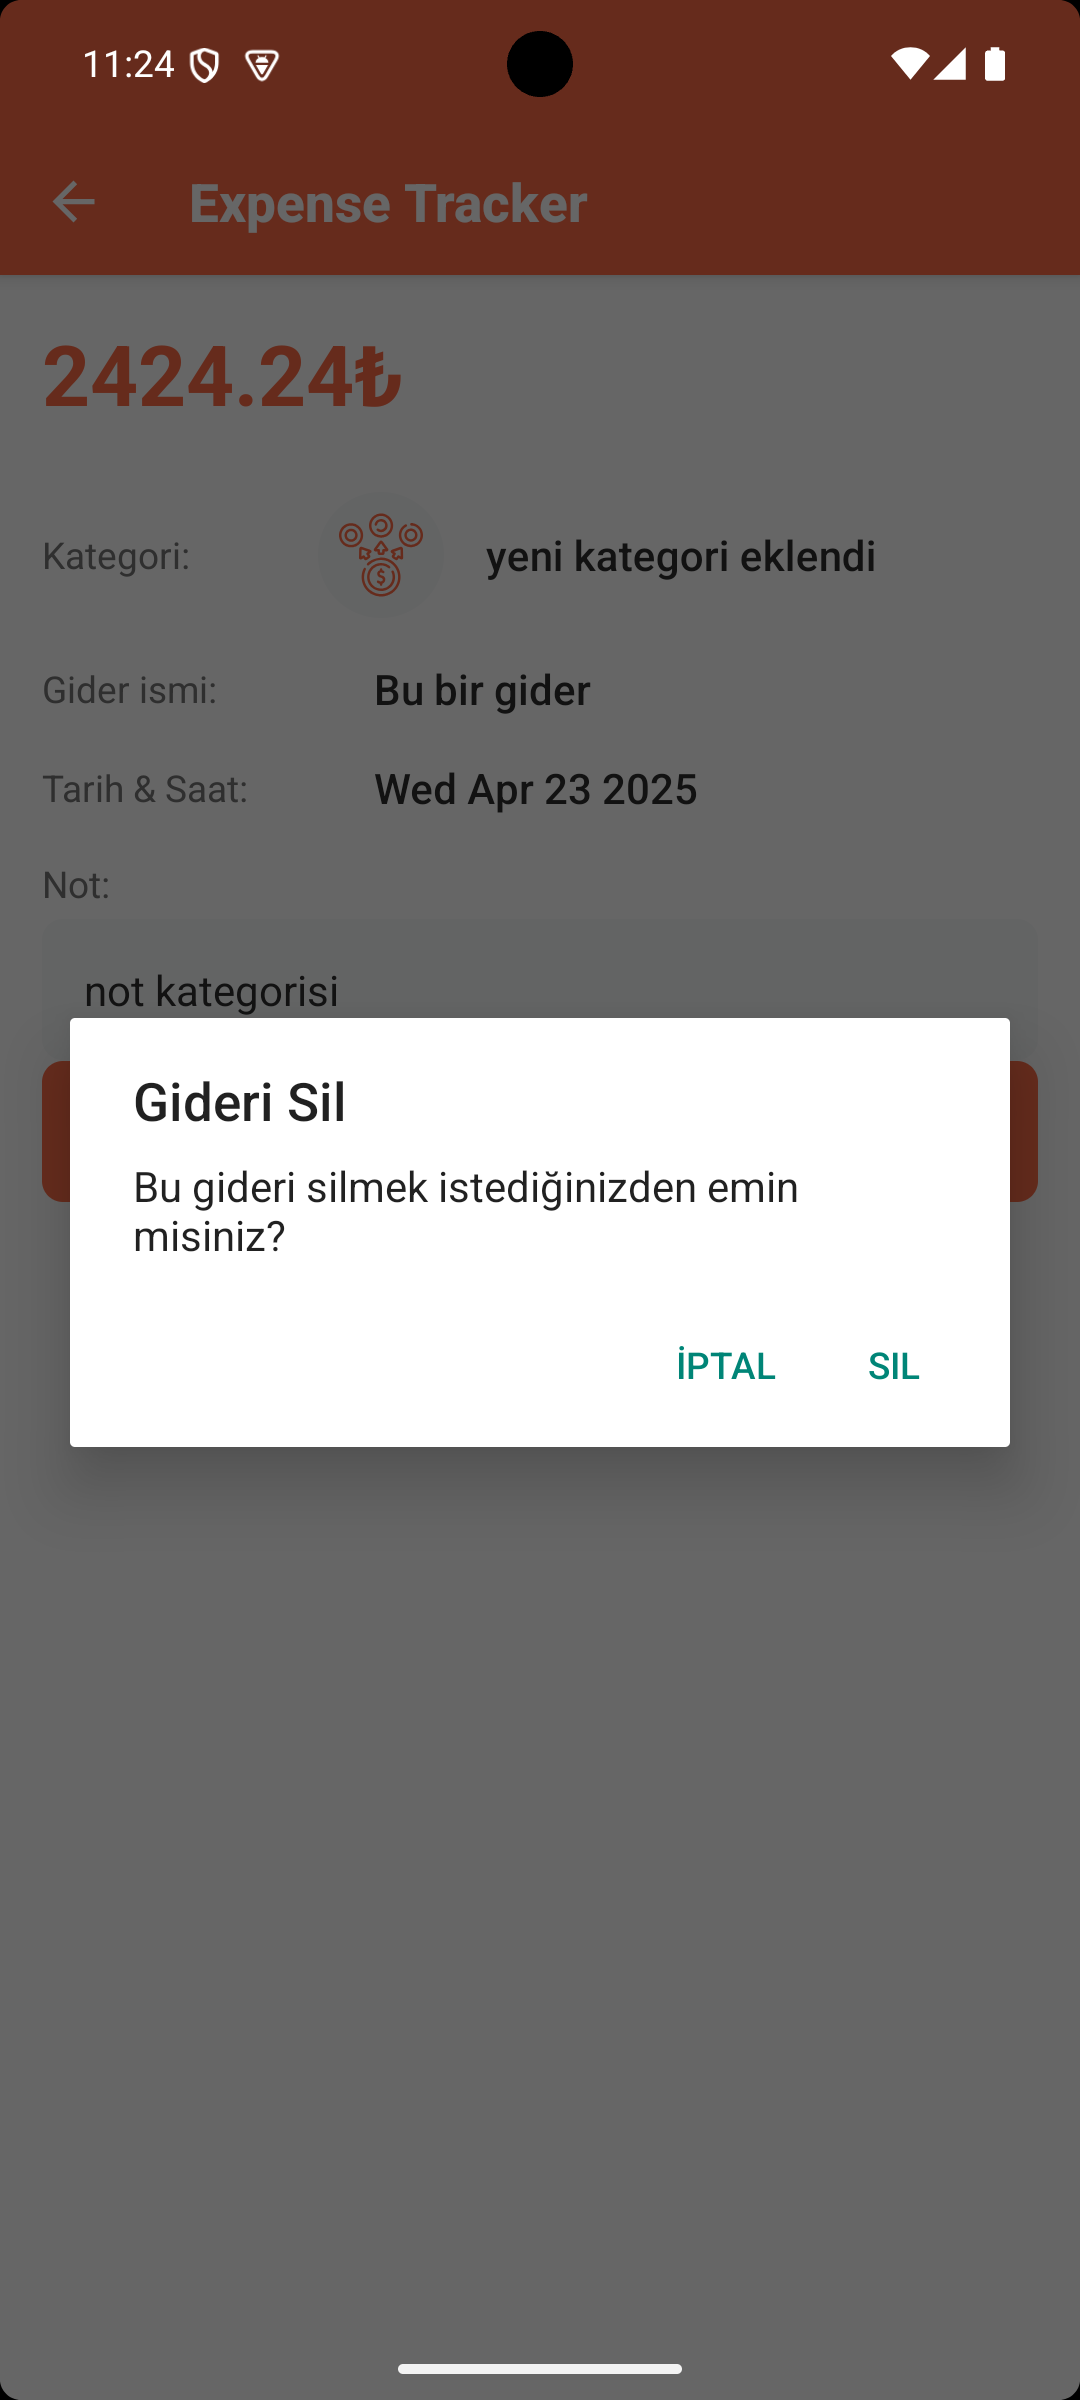 11:24
Expense Tracker
2424.24₺
Kategori: yeni kategori eklendi
Gider ismi: Bu bir gider
Tarih & Saat: Wed Apr 23 2025
Not:
not kategorisi
Gideri Sil
Bu gideri silmek istediğinizden emin
misiniz?
İPTAL SIL